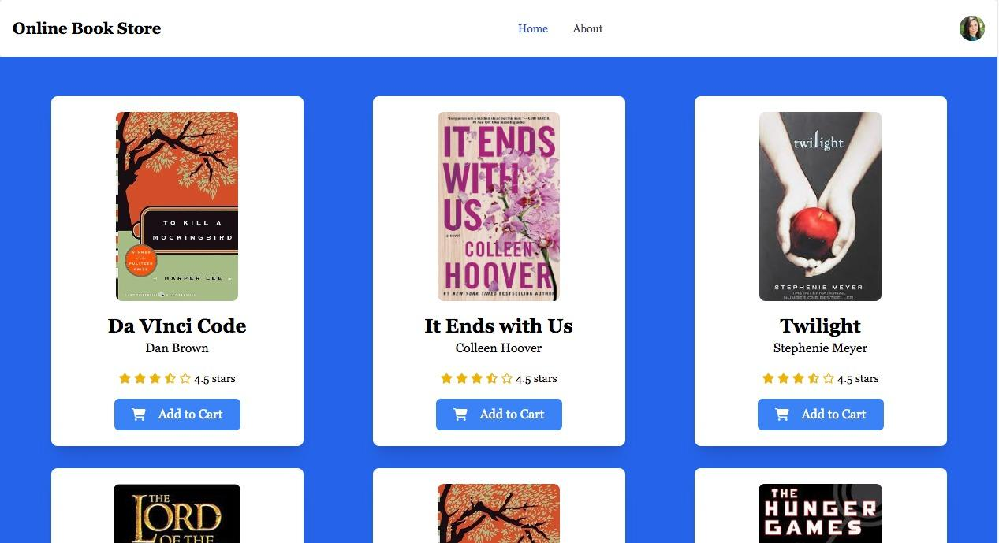 Online Book Store
Home
About
TO KILL A
MOCKINGBIRD
WINNER
of the
PULITZER
PRIZE
HARPER LEE
Da VInci Code
Dan Brown
4.5 stars
Add to Cart
IT ENDS
WITH
US
a novel
COLLEEN
HOOVER
#1 NEW YORK TIMES BESTSELLING AUTHOR
It Ends with Us
Colleen Hoover
4.5 stars
Add to Cart
twilight
STEPHENIE MEYER
THE INTERNATIONAL
NUMBER ONE BESTSELLER
Twilight
Stephenie Meyer
4.5 stars
Add to Cart
THE
LORD
OF THE
THE
HUNGER
GAMES